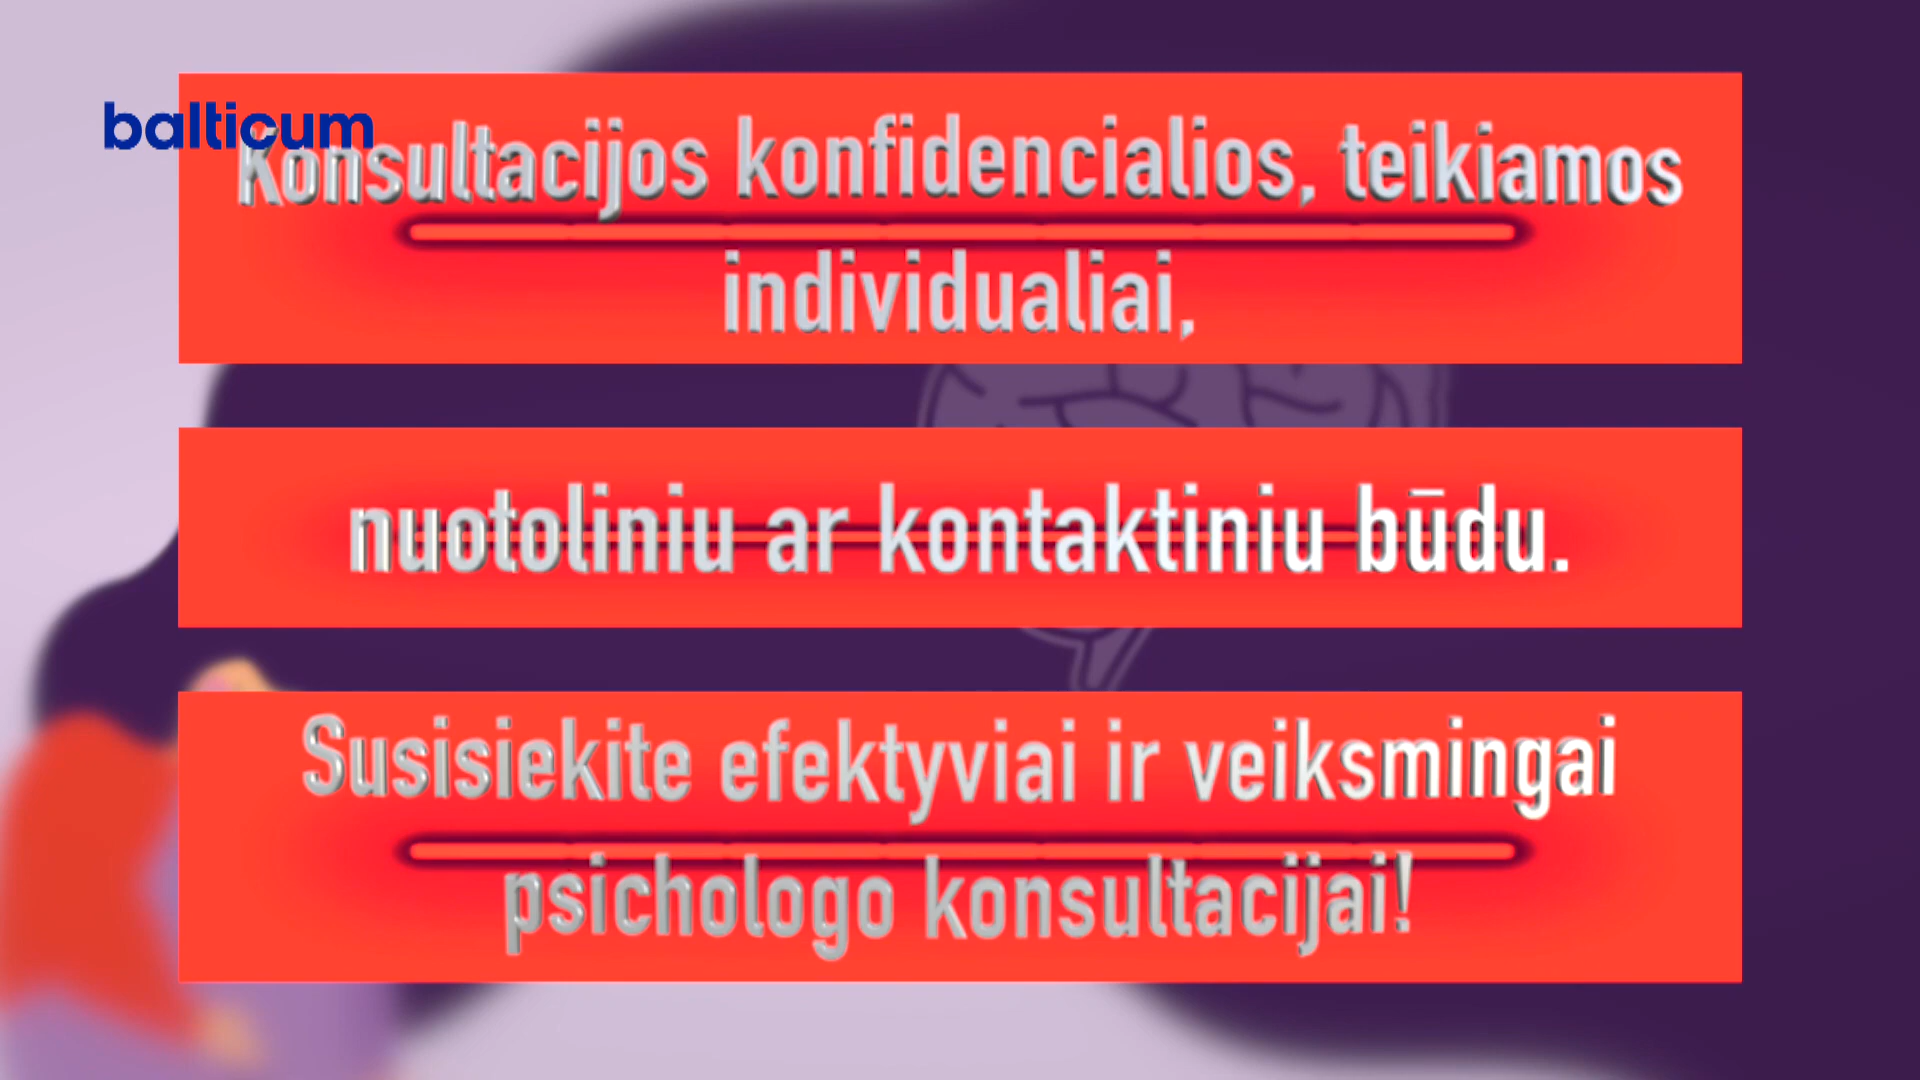 balticum
Konsultacijos konfidencialios, teikiamos
individualiai,
nuotoliniu ar kontaktiniu būdu.
Susisiekite efektyviai ir veiksmingai
psichologo konsultacijai!